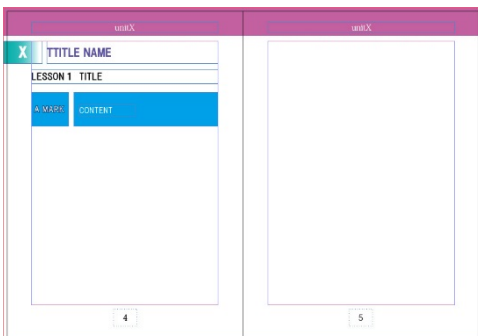 unitX
X TTITLE NAME
LESSON 1 TITLE
A MARK CONTENT
4
unitX
5